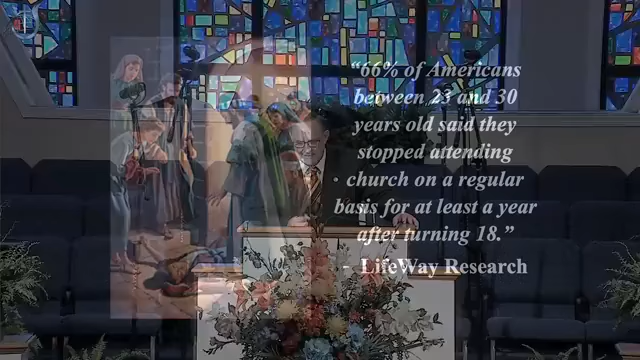 “66% of Americans
between 23 and 30
years old said they
stopped attending
church on a regular
basis for at least a year
after turning 18.”
- LifeWay Research